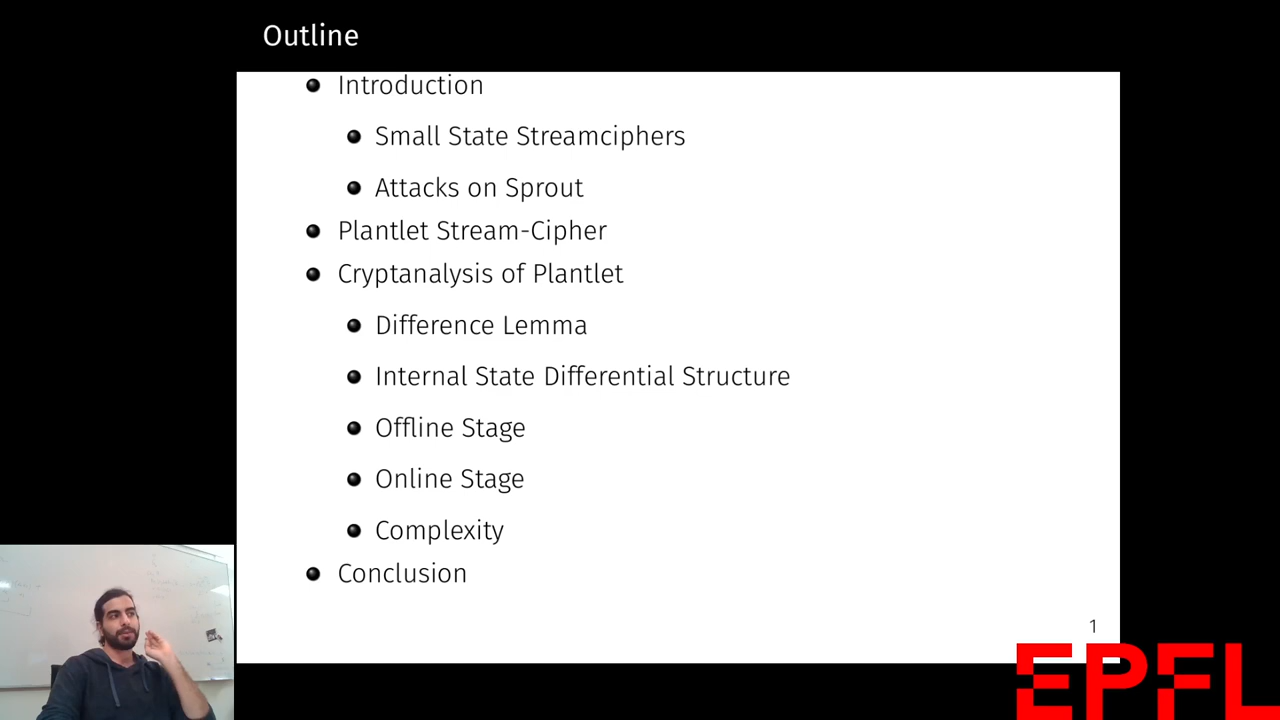 Outline
Introduction
Small State Streamciphers
Attacks on Sprout
Plantlet Stream-Cipher
Cryptanalysis of Plantlet
Difference Lemma
Internal State Differential Structure
Offline Stage
Online Stage
Complexity
Conclusion
1
EPFL